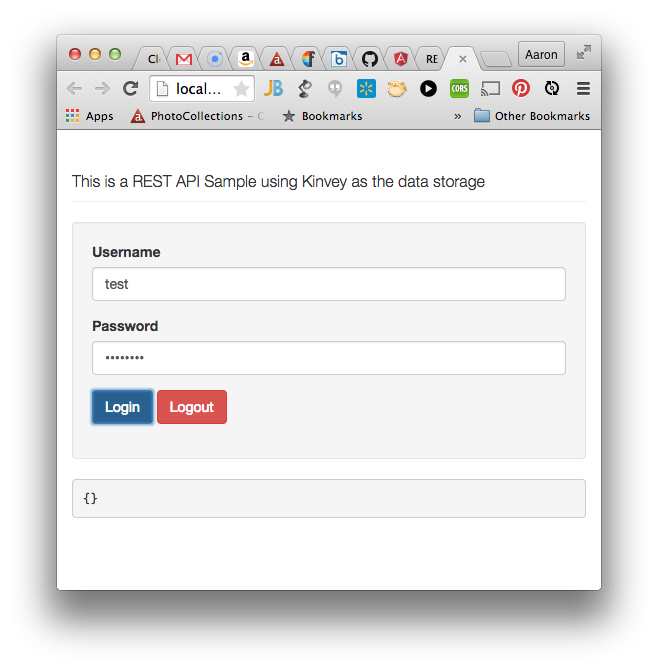 Cl
a
b
RE
Aaron
local...
JB
CORS
Apps
PhotoCollections – C
Bookmarks
»
Other Bookmarks
This is a REST API Sample using Kinvey as the data storage
Username
test
Password
••••••••
Login Logout
{}